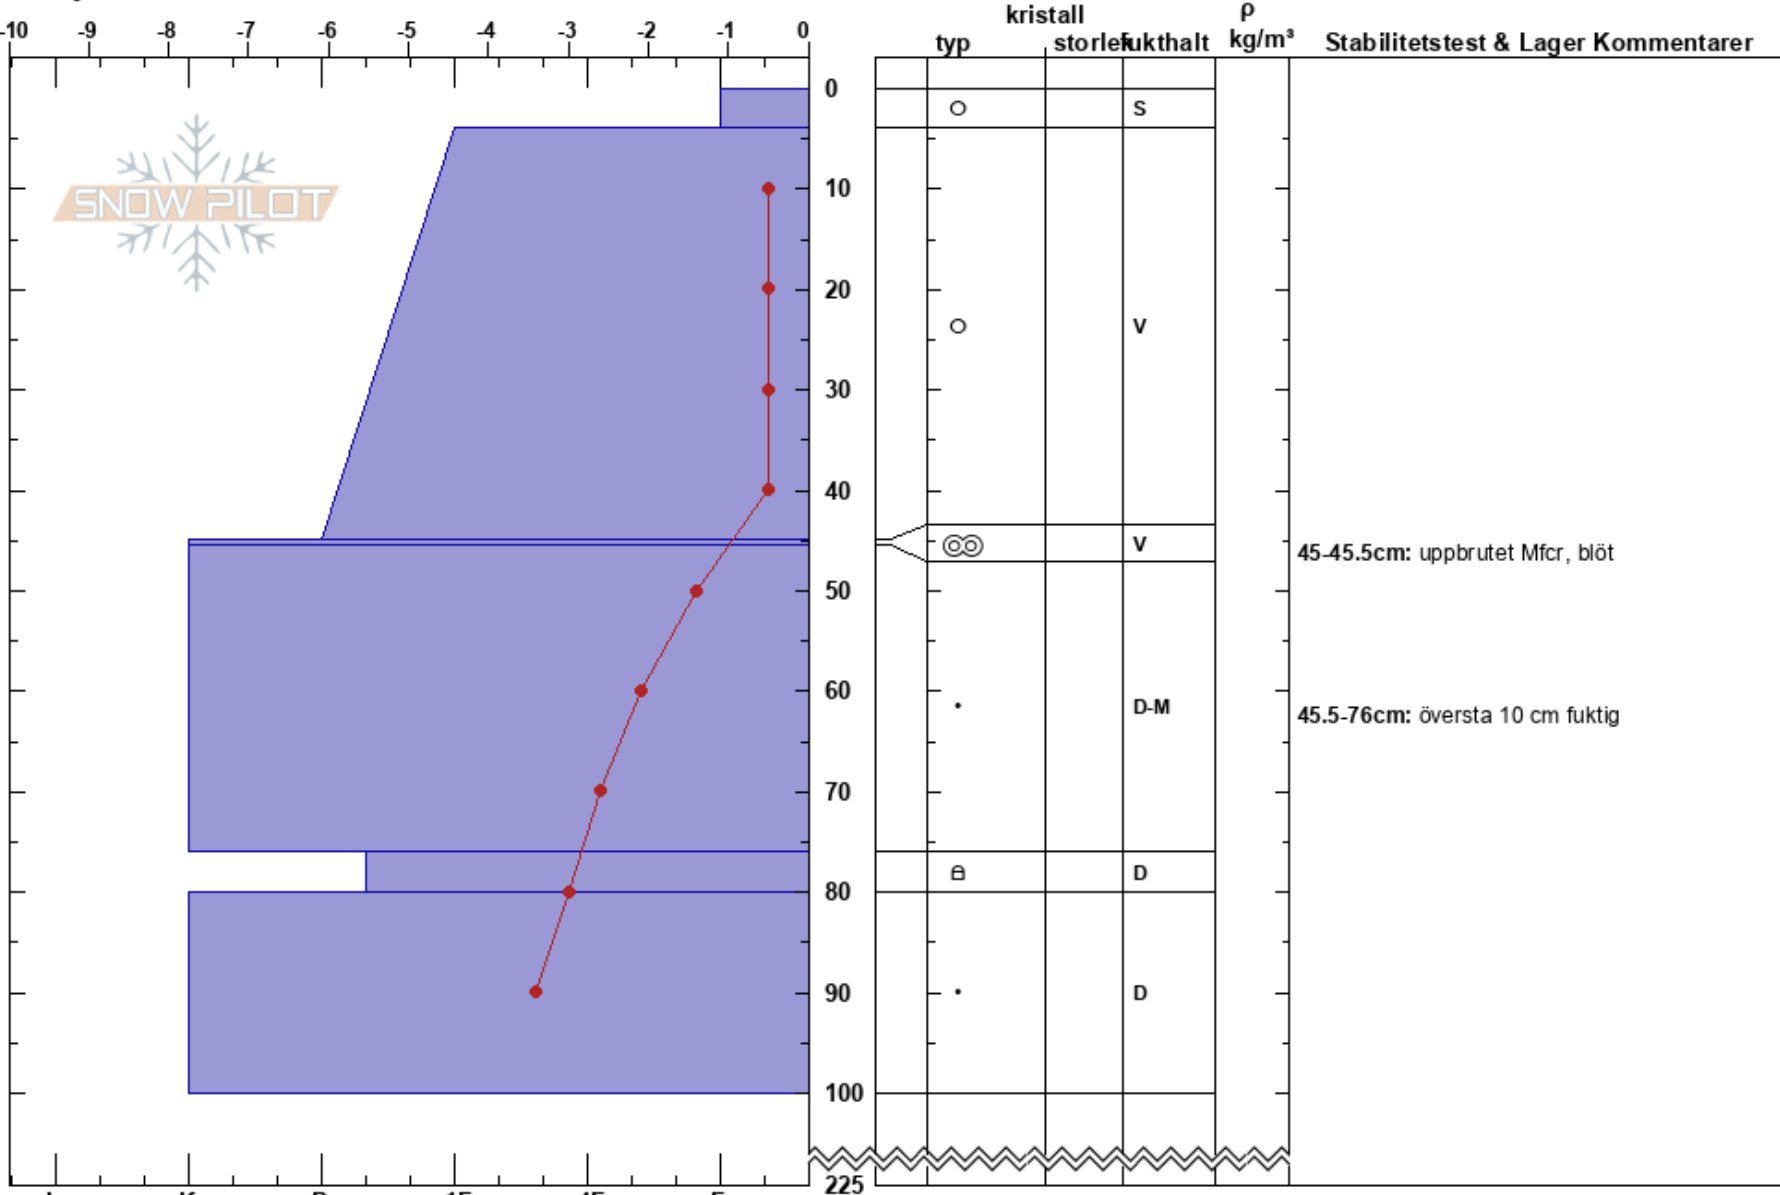 kristall ρ
-10 -9 -8 -7 -6 -5 -4 -3 -2 -1 0 typ fukthalt kg/m³ Stabilitetstest & Lager Kommentarer
0
S
SNOW PILOT
10
20
V
30
40
V
45-45.5cm: uppbrutet Mfcr, blöt
50
60
D-M
45.5-76cm: översta 10 cm fuktig
70
D
80
90 D
100
225